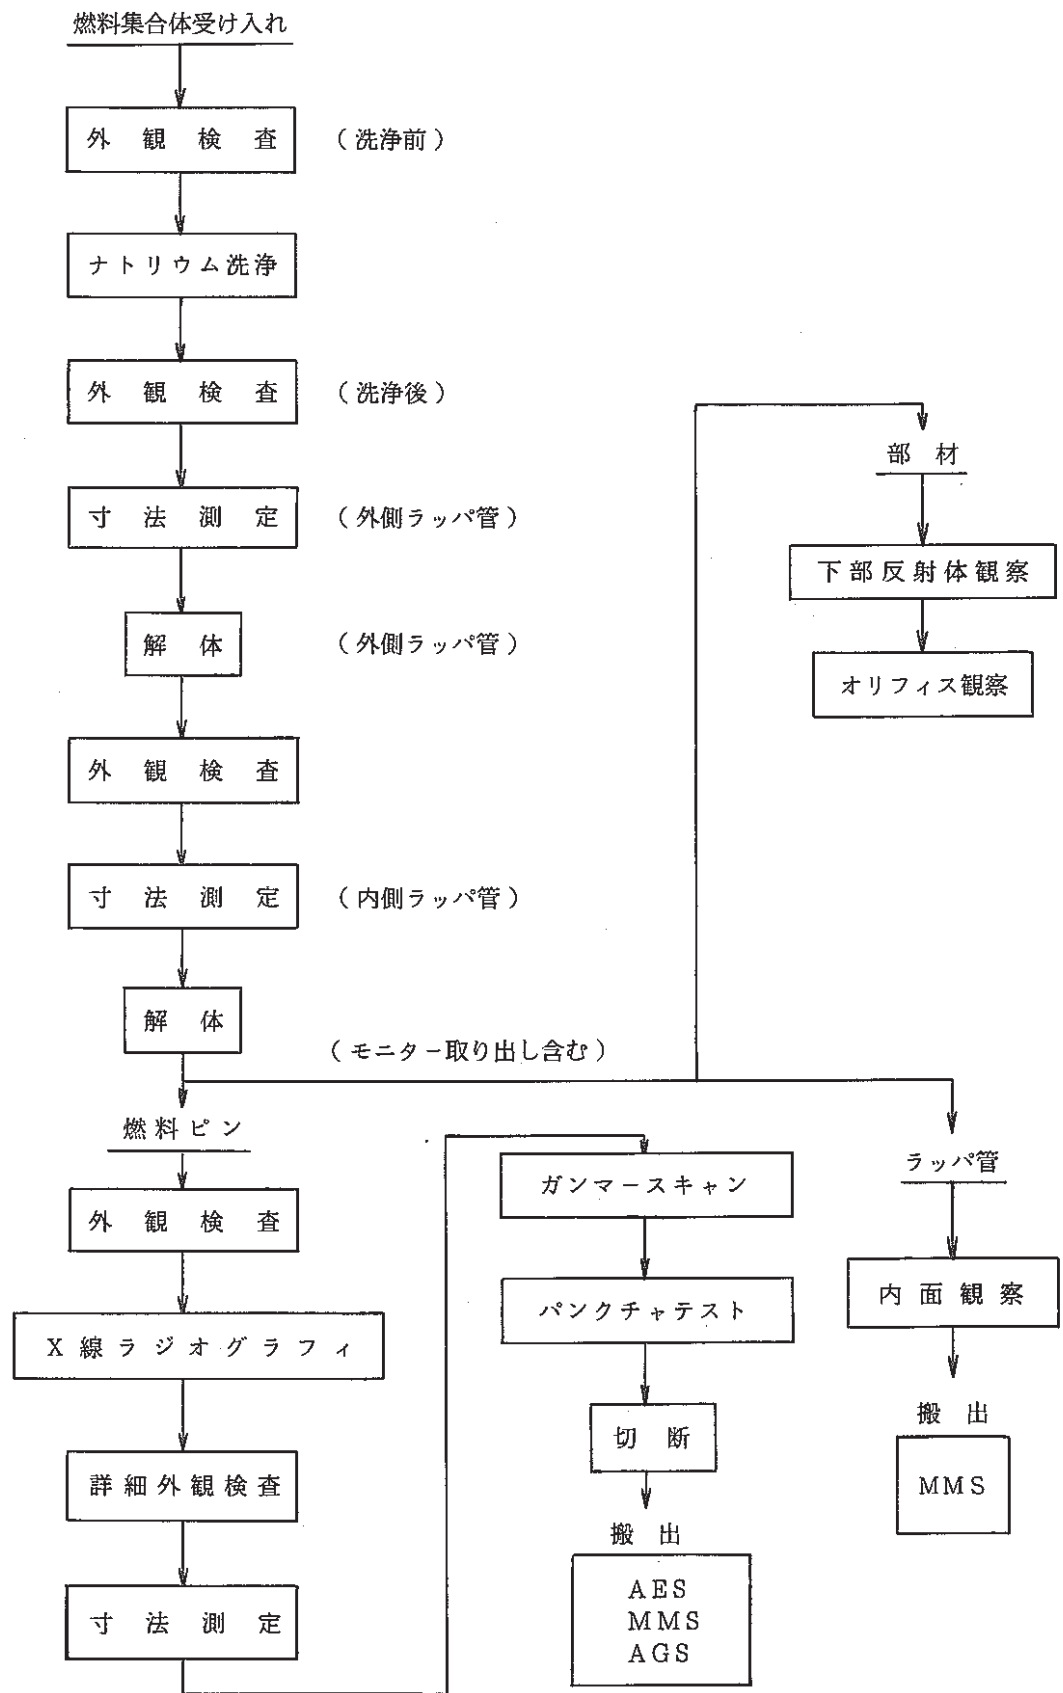 燃料集合体受け入れ
外観検査 (洗浄前)
ナトリウム洗浄
外観検査 (洗浄後)
寸法測定 (外側ラッパ管)
解体 (外側ラッパ管)
外観検査
寸法測定 (内側ラッパ管)
解体
(モニター取り出し含む)
燃料ピン
外観検査
X線ラジオグラフィ
詳細外観検査
寸法測定
ガンマースキャン
パンクチャテスト
切断
搬出
AES
MMS
AGS
部材
下部反射体観察
オリフィス観察
ラッパ管
内面観察
搬出
MMS